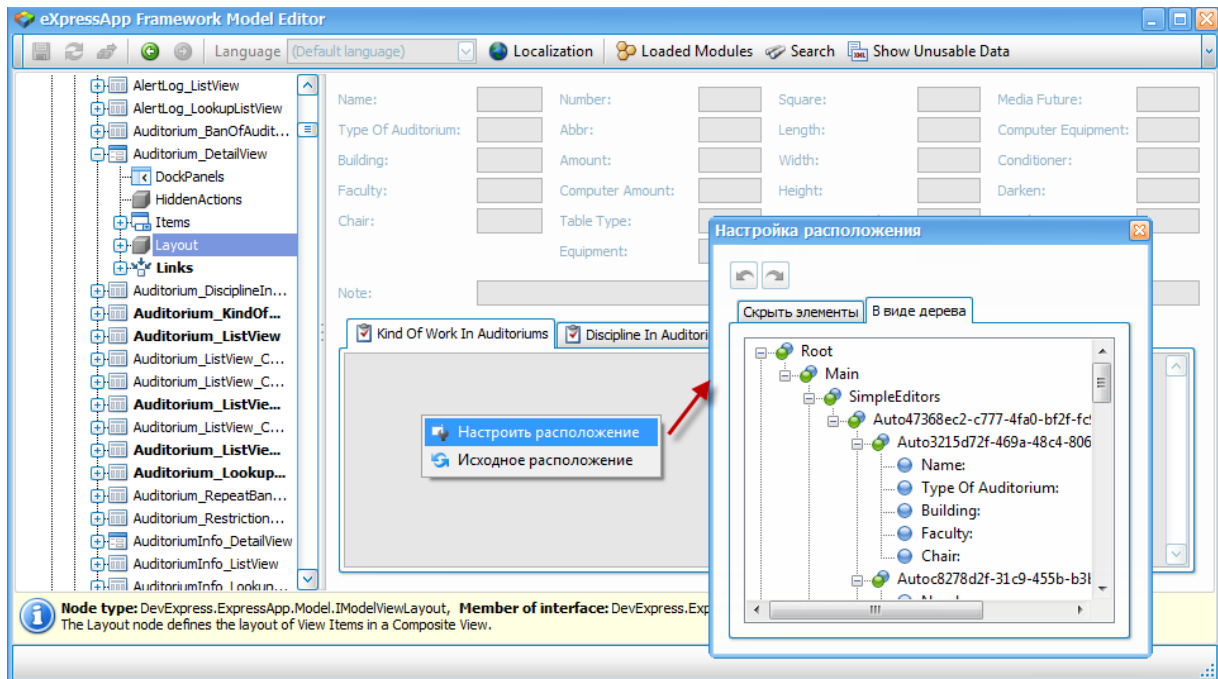 eXpressApp Framework Model Editor
Language (Default language) Localization Loaded Modules Search Show Unusable Data
AlertLog_ListView
AlertLog_LookupListView
Auditorium_BanOfAudit...
Auditorium_DetailView
DockPanels
HiddenActions
Items
Layout
Links
Auditorium_DisciplineIn...
Auditorium_KindOf...
Auditorium_ListView
Auditorium_ListView_C...
Auditorium_ListView_C...
Auditorium_ListVie...
Auditorium_ListView_C...
Auditorium_ListVie...
Auditorium_Lookup...
Auditorium_RepeatBan...
Auditorium_Restriction...
AuditoriumInfo_DetailView
AuditoriumInfo_ListView
AuditoriumInfo_Lookup...
Name: Number: Square: Media Future:
Type Of Auditorium: Abbr: Length: Computer Equipment:
Building: Amount: Width: Conditioner:
Faculty: Computer Amount: Height: Darken:
Chair: Table Type:
Equipment:
Note:
Kind Of Work In Auditoriums Discipline In Auditori
Настроить расположение
Исходное расположение
Настройка расположения
Скрыть элементы В виде дерева
Root
Main
SimpleEditors
Auto47368ec2-c777-4fa0-bf2f-fc
Auto3215d72f-469a-48c4-806
Name:
Type Of Auditorium:
Building:
Faculty:
Chair:
Autoc8278d2f-31c9-455b-b3
Node type: DevExpress.ExpressApp.Model.IModelViewLayout, Member of interface: DevExpress.Exp
The Layout node defines the layout of View Items in a Composite View.